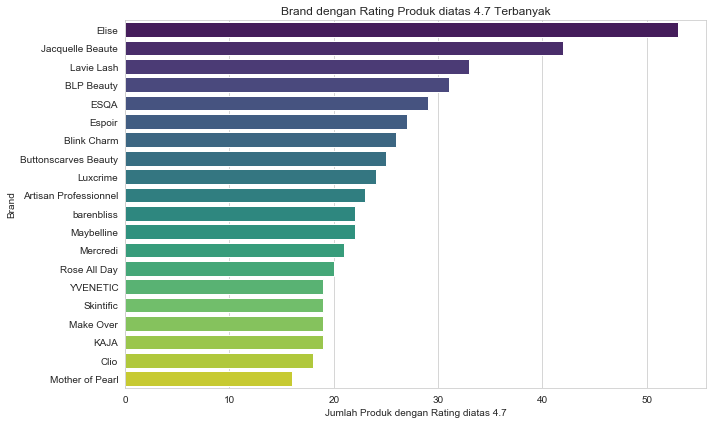 Brand dengan Rating Produk diatas 4.7 Terbanyak
Brand
Elise
Jacquelle Beaute
Lavie Lash
BLP Beauty
ESQA
Espoir
Blink Charm
Buttonscarves Beauty
Luxcrime
Artisan Professionnel
barenbliss
Maybelline
Mercredi
Rose All Day
YVENETIC
Skintific
Make Over
KAJA
Clio
Mother of Pearl
0 10 20 30 40 50
Jumlah Produk dengan Rating diatas 4.7